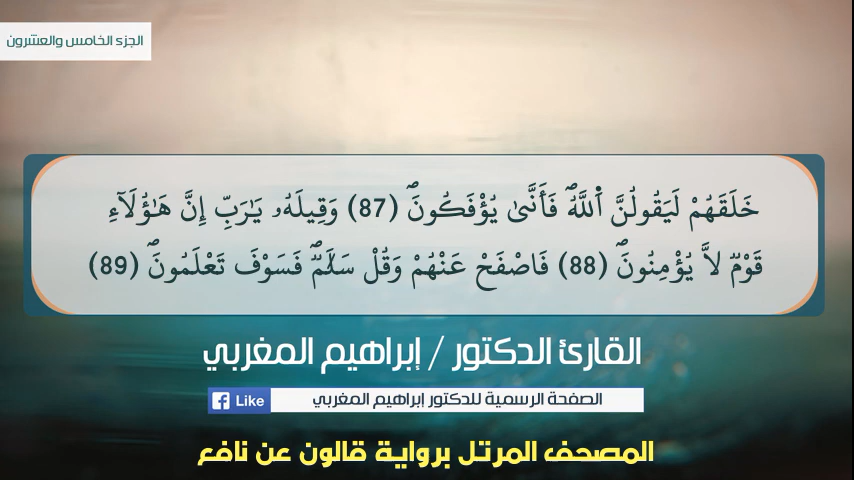 الجزء الخامس والعشرون
خَلَقَهُمْ لَيَقُولُنَّ اَ۬للَّهُۖ فَأَنَّىٰ يُؤْفَكُونَۖ (87) وَقِيلَهُۥ يَٰرَبِّ إِنَّ هَٰؤُلَآءِ
قَوْمٞ لَّا يُؤْمِنُونَۖ (88) فَاصْفَحْ عَنْهُمْ وَقُلْ سَلَٰمٞۖ فَسَوْفَ تَعْلَمُونَۖ (89)
القارئ الدكتور / إبراهيم المغربي
Like الصفحة الرسمية للدكتور إبراهيم المغربي
المصحف المرتل برواية قالون عن نافع